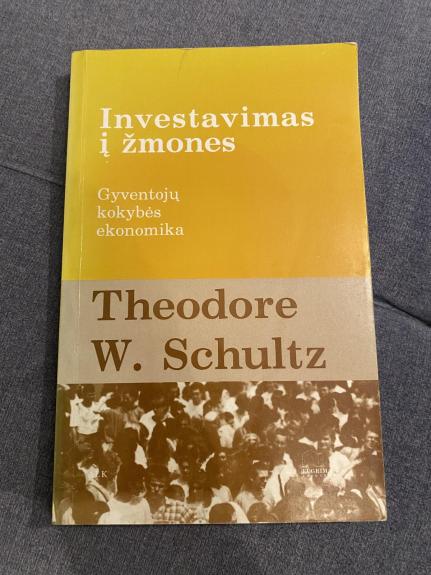 Investavimas
į žmones
Gyventojų
kokybės
ekonomika
Theodore
W. Schultz